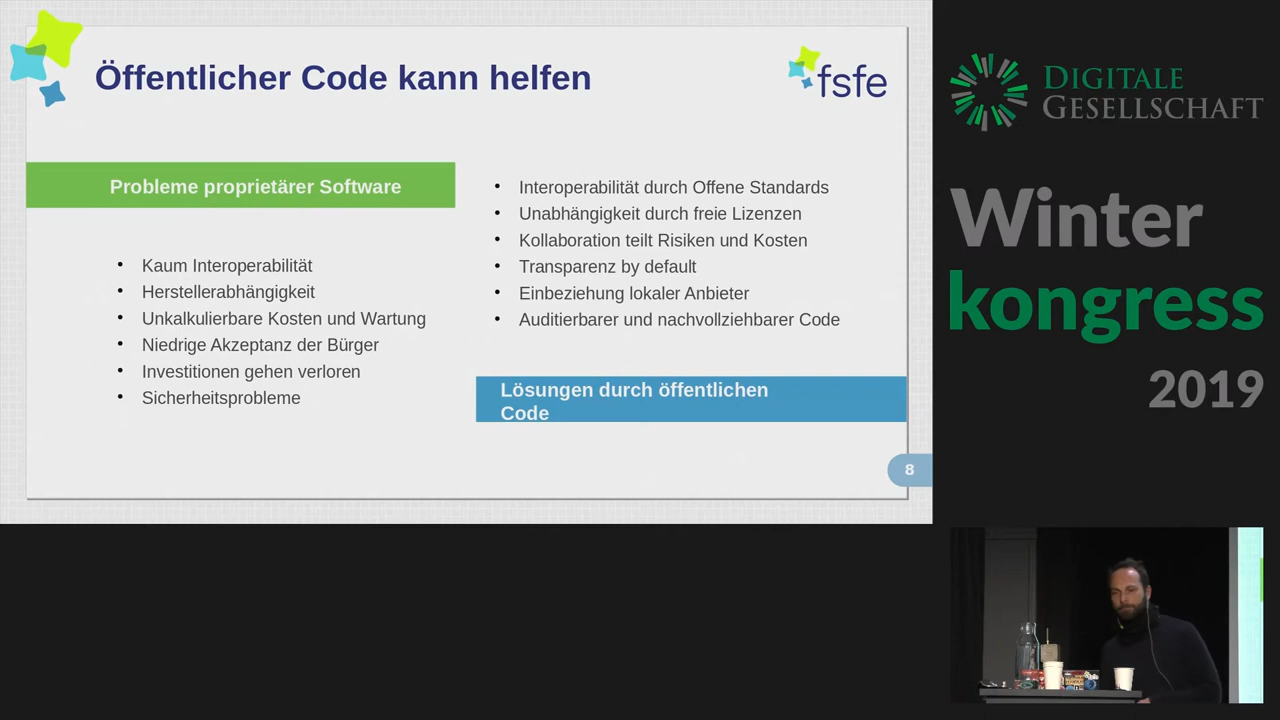 Öffentlicher Code kann helfen
fsfe
Probleme proprietärer Software
Kaum Interoperabilität
Herstellerabhängigkeit
Unkalkulierbare Kosten und Wartung
Niedrige Akzeptanz der Bürger
Investitionen gehen verloren
Sicherheitsprobleme
Interoperabilität durch Offene Standards
Unabhängigkeit durch freie Lizenzen
Kollaboration teilt Risiken und Kosten
Transparenz by default
Einbeziehung lokaler Anbieter
Auditierbarer und nachvollziehbarer Code
Lösungen durch öffentlichen
Code
8
DIGITALE
GESELLSCHAFT
Winter
kongress
2019